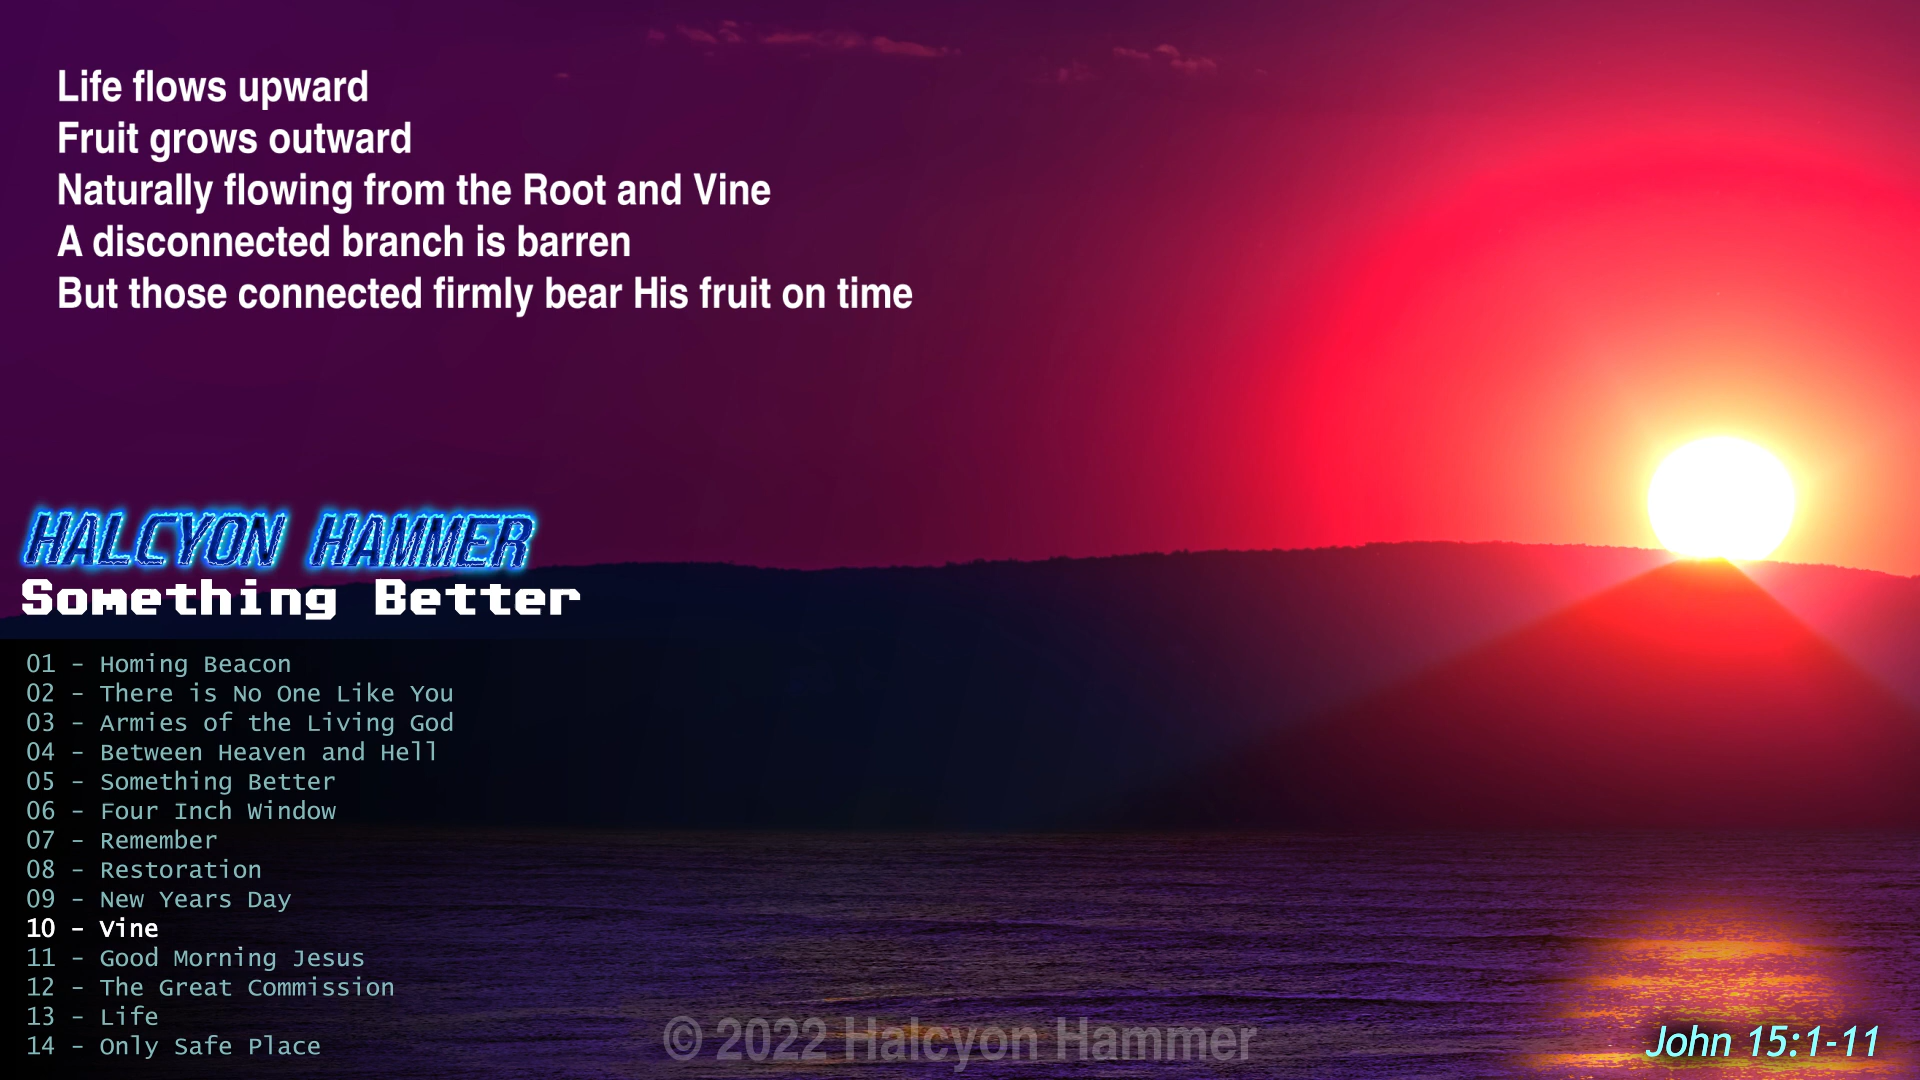 Life flows upward
Fruit grows outward
Naturally flowing from the Root and Vine
A disconnected branch is barren
But those connected firmly bear His fruit on time
HALCYON HAMMER
Something Better
01 - Homing Beacon
02 - There is No One Like You
03 - Armies of the Living God
04 - Between Heaven and Hell
05 - Something Better
06 - Four Inch Window
07 - Remember
08 - Restoration
09 - New Years Day
10 - Vine
11 - Good Morning Jesus
12 - The Great Commission
13 - Life
14 - Only Safe Place
© 2022 Halcyon Hammer
John 15:1-11